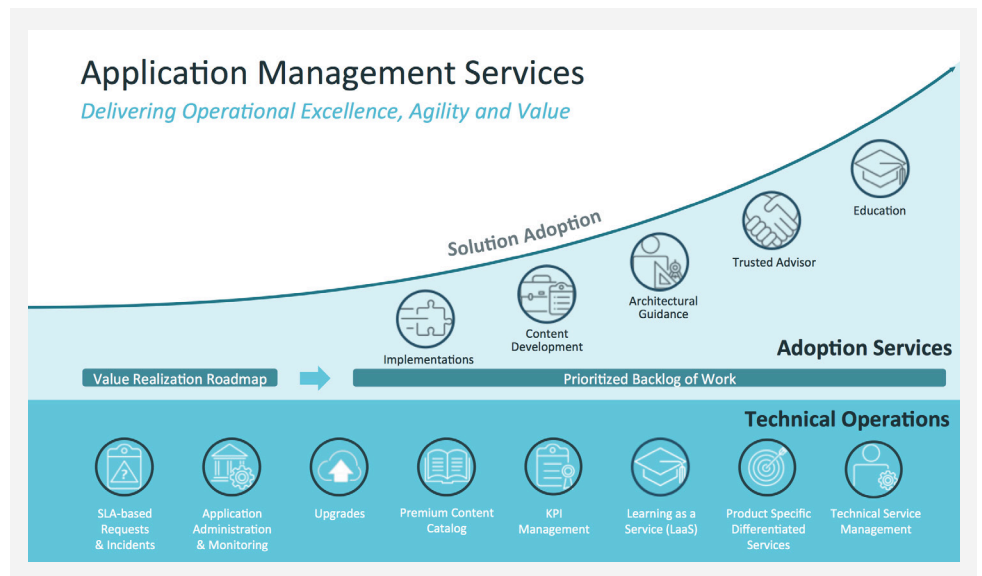 Application Management Services
Delivering Operational Excellence, Agility and Value
Solution Adoption
Implementations
Content
Development
Architectural
Guidance
Trusted Advisor
Education
Adoption Services
Value Realization Roadmap
Prioritized Backlog of Work
Technical Operations
SLA-based
Requests
& Incidents
Application
Administration
& Monitoring
Upgrades
Premium Content
Catalog
KPI
Management
Learning as a
Service (LaaS)
Product Specific
Differentiated
Services
Technical Service
Management